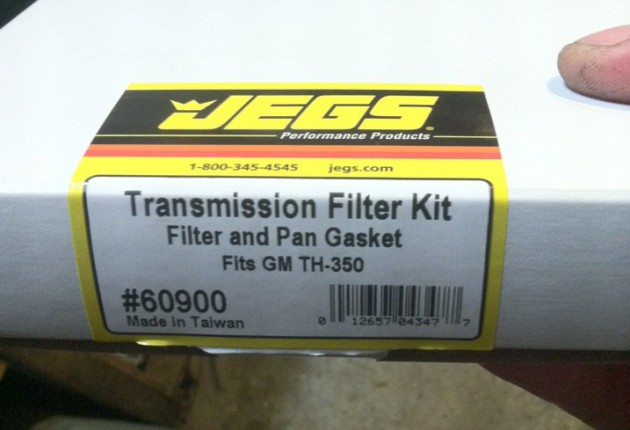 JEGS
Performance Products
1-800-345-4545 jegs.com
Transmission Filter Kit
Filter and Pan Gasket
Fits GM TH-350
#60900
Made in Taiwan
0 12657 04347 7